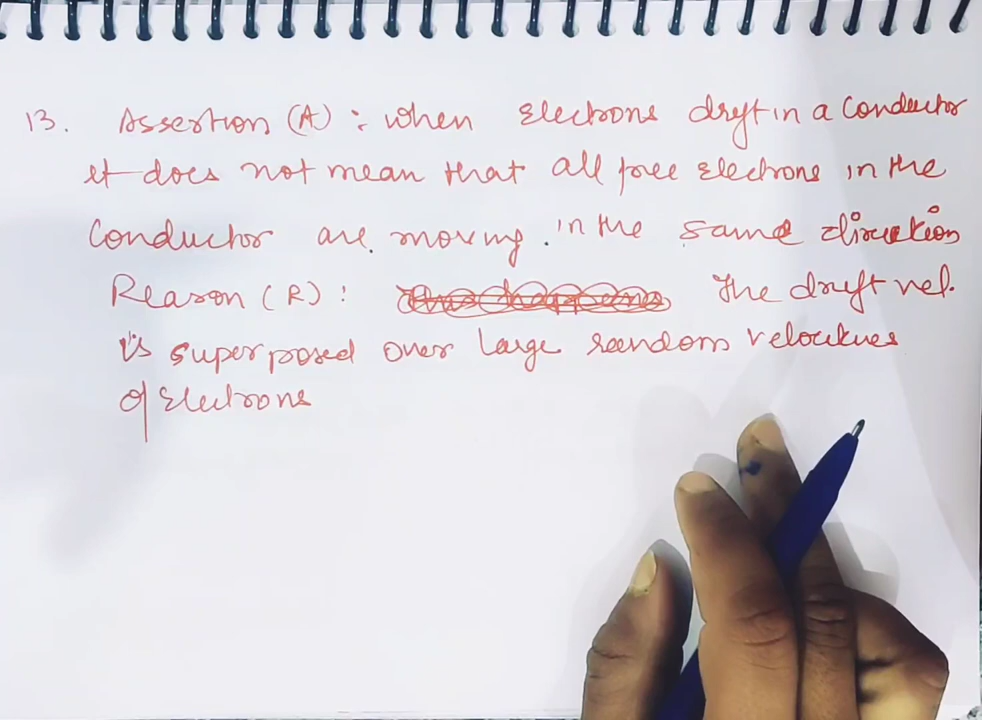 13. Assertion (A) : when electrons drift in a conductor
it does not mean that all free electrons in the
conductor are moving in the same direction
Reason (R) : The drift vel.
is superposed over large random velocities
of electrons